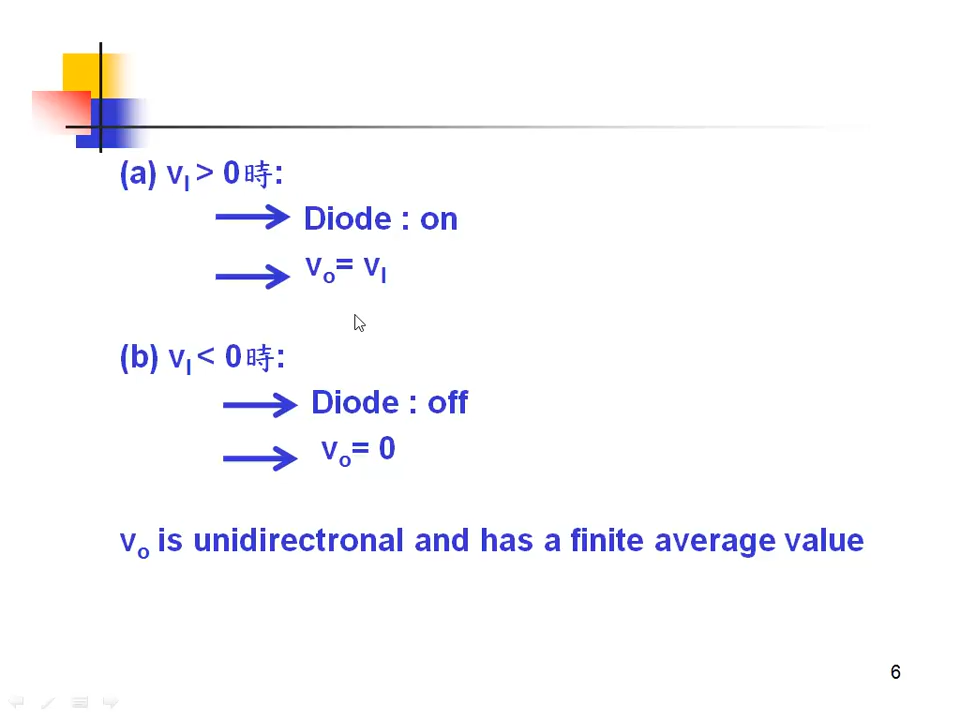 (a) vI > 0時:
Diode : on
vo= vI
(b) vI < 0時:
Diode : off
vo= 0
vo is unidirectronal and has a finite average value
6